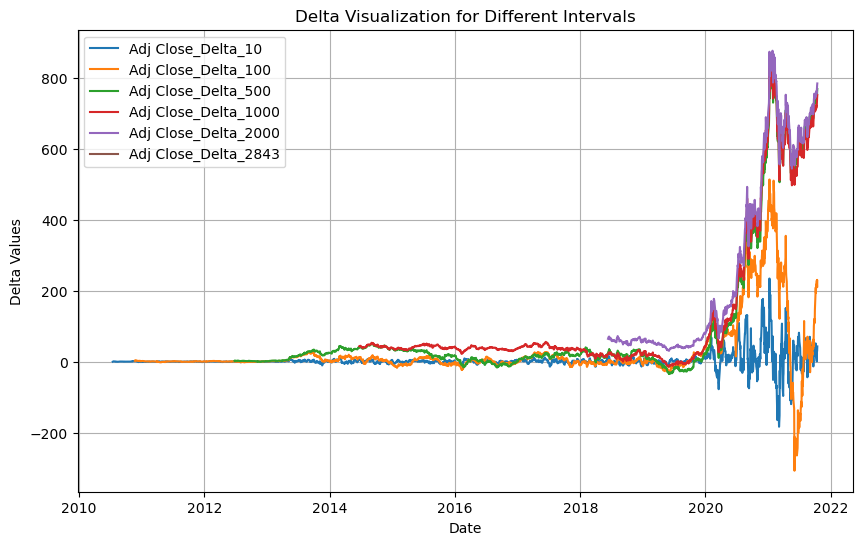 Delta Visualization for Different Intervals
Adj Close_Delta_10
Adj Close_Delta_100
Adj Close_Delta_500
Adj Close_Delta_1000
Adj Close_Delta_2000
Adj Close_Delta_2843
800
600
400
200
0
−200
Delta Values
2010 2012 2014 2016 2018 2020 2022
Date